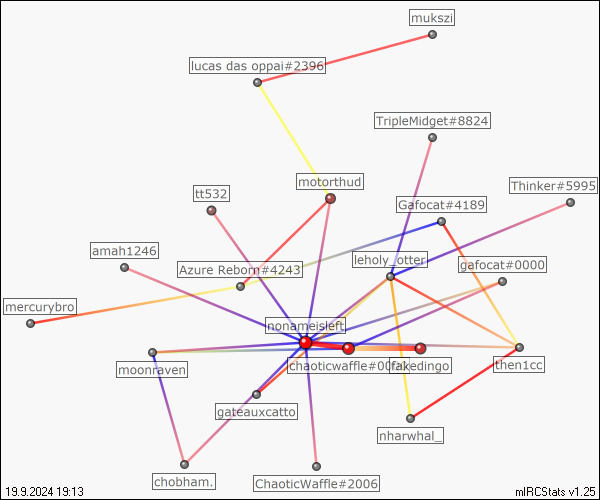 mukszi
lucas das oppai#2396
TripleMidget#8824
motorthud
Thinker#5995
tt532
Gafocat#4189
amah1246
leholy_otter
Azure Reborn#4243
gafocat#0000
mercurybro
nonameisleft
chaoticwaffle#00
fakedingo
then1cc
moonraven
gateauxcatto
nharwhal_
chobham.
ChaoticWaffle#2006
19.9.2024 19:13
mIRCStats v1.25